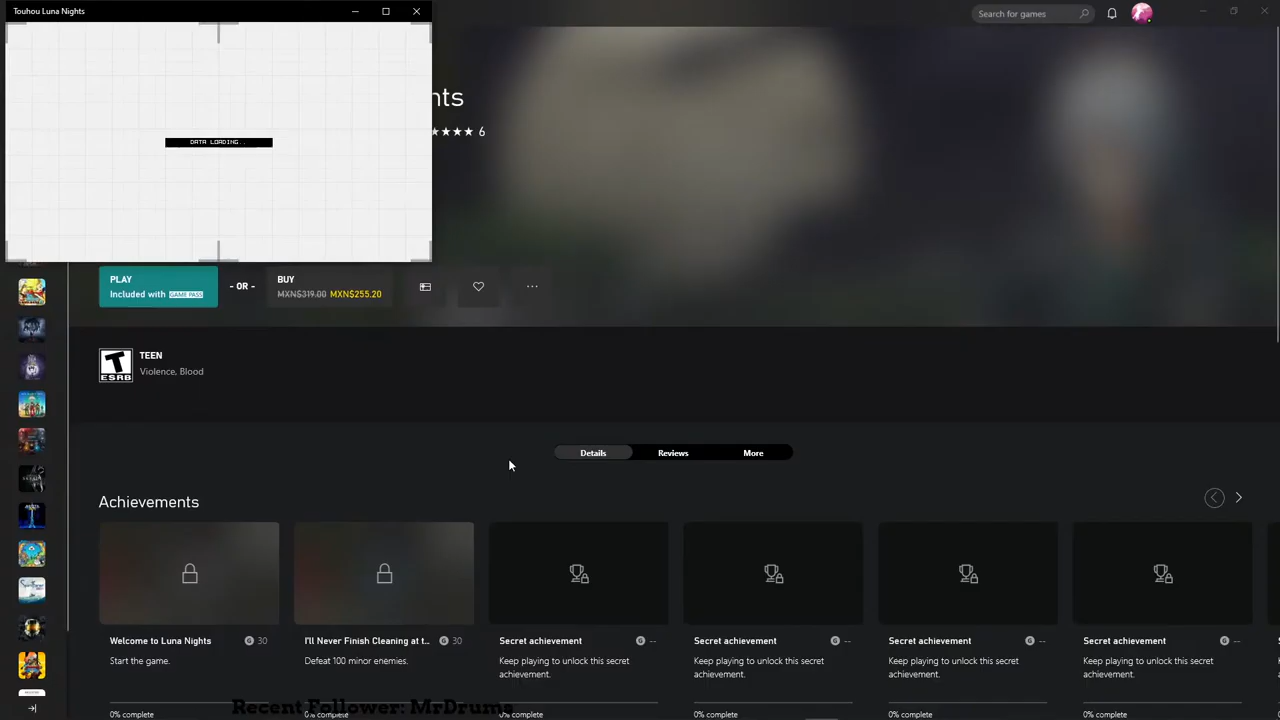 Touhou Luna Nights
Search for games
DATA LOADING..
hts
6
PLAY
Included with GAME PASS
- OR -
BUY
MXN$319.00 MXN$255.20
T
ESRB
TEEN
Violence, Blood
Details
Reviews
More
Achievements
Welcome to Luna Nights
G 30
Start the game.
I'll Never Finish Cleaning at t...
G 30
Defeat 100 minor enemies.
Secret achievement
G --
Keep playing to unlock this secret
achievement.
Secret achievement
G --
Keep playing to unlock this secret
achievement.
Secret achievement
G --
Keep playing to unlock this secret
achievement.
Secret achievement
G --
Keep playing to unlock this secret
achievement.
0% complete
0% complete
0% complete
0% complete
0% complete
0% complete
Recent Follower: MrDrums